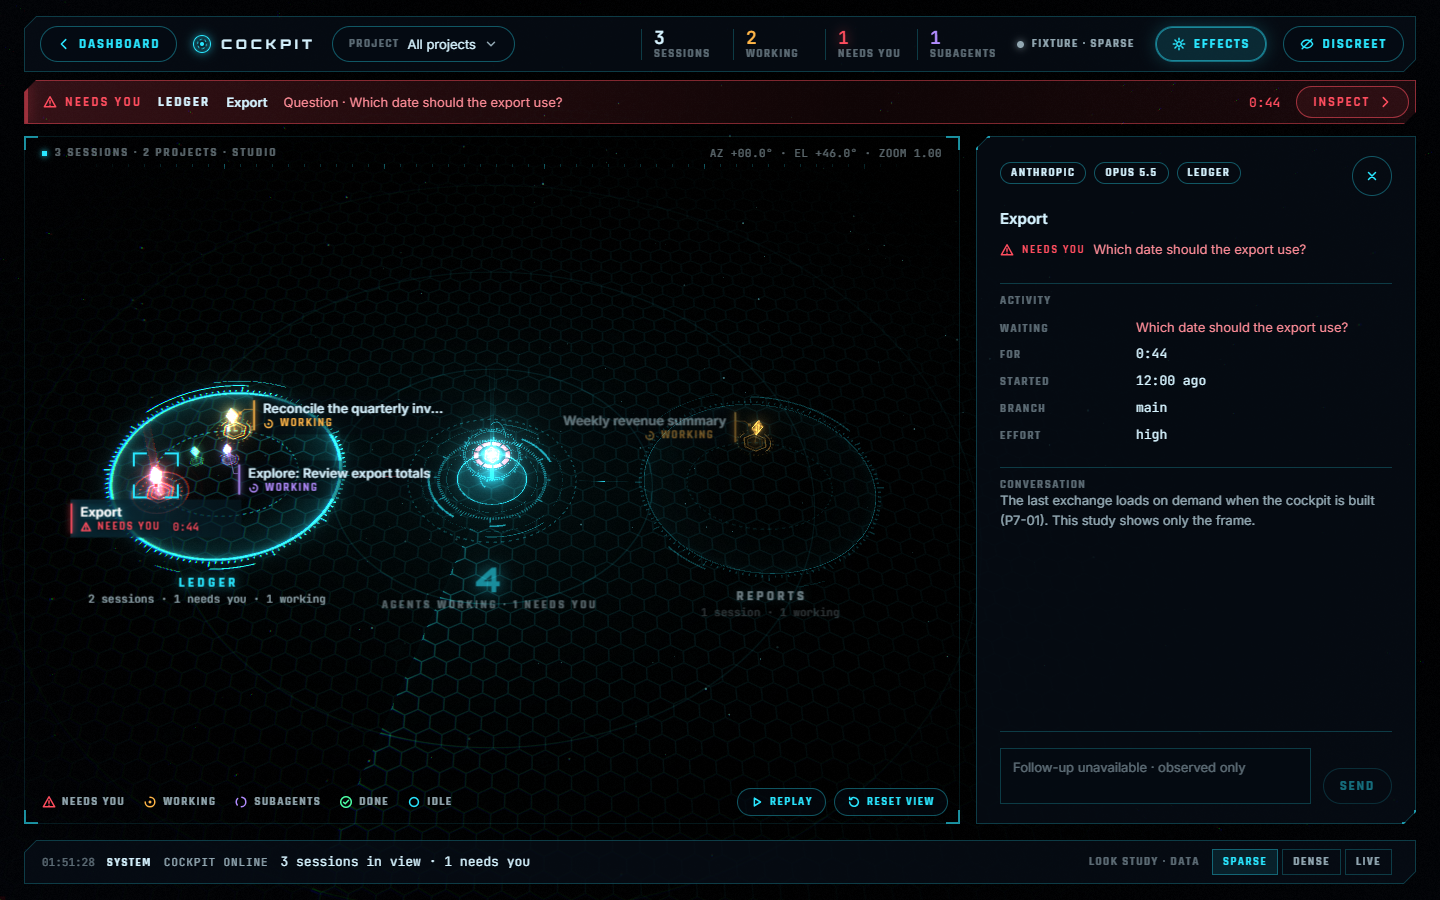 DASHBOARD
COCKPIT
PROJECT All projects
3 SESSIONS
2 WORKING
1 NEEDS YOU
1 SUBAGENTS
FIXTURE · SPARSE
EFFECTS
DISCREET
NEEDS YOU LEDGER Export Question · Which date should the export use?
0:44
INSPECT
3 SESSIONS · 2 PROJECTS · STUDIO
AZ +00.0° · EL +46.0° · ZOOM 1.00
Reconcile the quarterly inv…
WORKING
Explore: Review export totals
WORKING
Export
NEEDS YOU 0:44
LEDGER
2 sessions · 1 needs you · 1 working
4
AGENTS WORKING · 1 NEEDS YOU
Weekly revenue summary
WORKING
REPORTS
1 session · 1 working
NEEDS YOU
WORKING
SUBAGENTS
DONE
IDLE
REPLAY
RESET VIEW
ANTHROPIC
OPUS 5.5
LEDGER
Export
NEEDS YOU Which date should the export use?
ACTIVITY
WAITING Which date should the export use?
FOR 0:44
STARTED 12:00 ago
BRANCH main
EFFORT high
CONVERSATION
The last exchange loads on demand when the cockpit is built
(P7-01). This study shows only the frame.
Follow-up unavailable · observed only
SEND
01:51:28 SYSTEM COCKPIT ONLINE 3 sessions in view · 1 needs you
LOOK STUDY · DATA
SPARSE
DENSE
LIVE